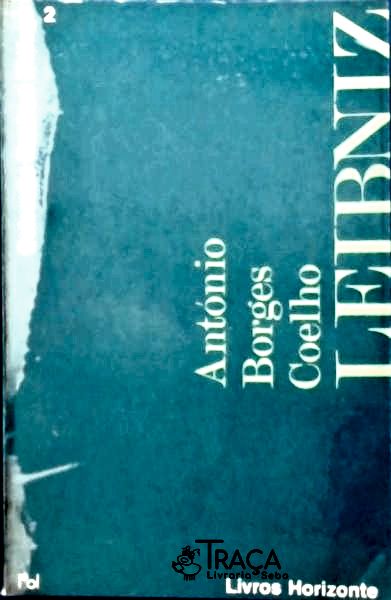 2
António
Borges
Coelho
LEIBNIZ
TRAÇA
Livraria Sebo
Livros Horizonte